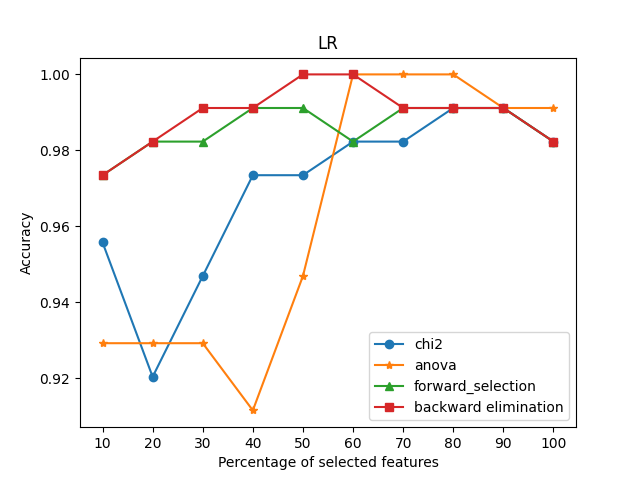 LR
Accuracy
1.00
0.98
0.96
0.94
0.92
10 20 30 40 50 60 70 80 90 100
Percentage of selected features
chi2
anova
forward_selection
backward elimination